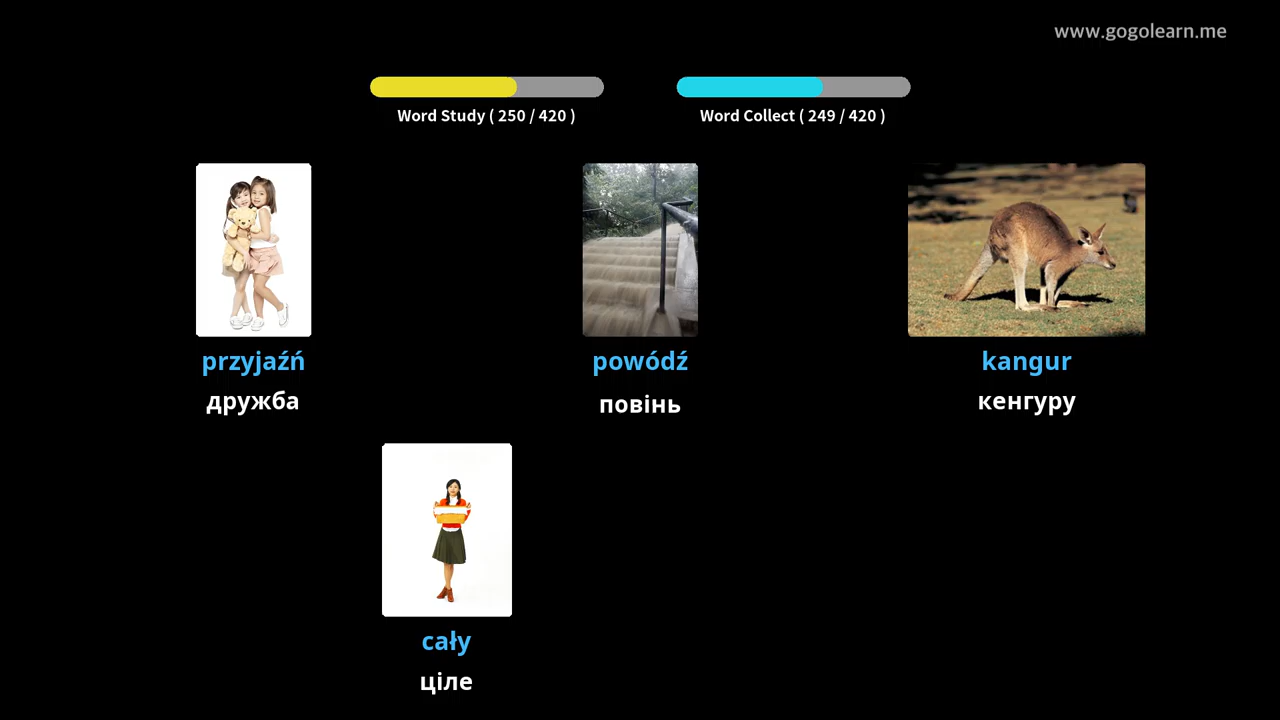 www.gogolearn.me
Word Study ( 250 / 420 )
Word Collect ( 249 / 420 )
przyjaźń
дружба
powódź
повінь
kangur
кенгуру
cały
ціле